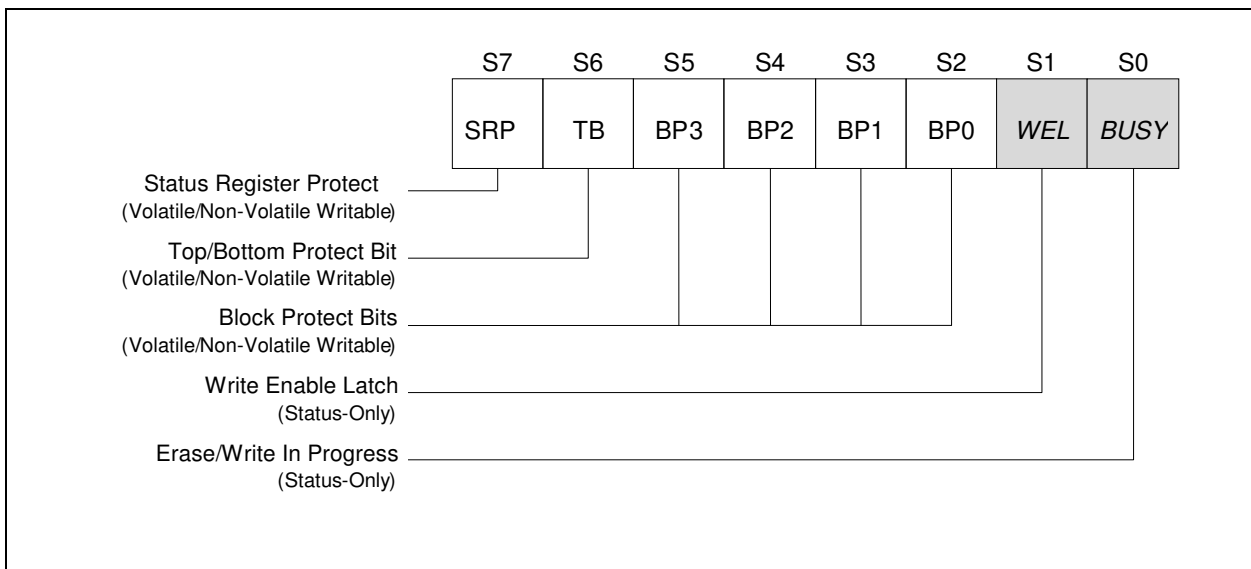 S7 S6 S5 S4 S3 S2 S1 S0
SRP TB BP3 BP2 BP1 BP0 WEL BUSY
Status Register Protect
(Volatile/Non-Volatile Writable)
Top/Bottom Protect Bit
(Volatile/Non-Volatile Writable)
Block Protect Bits
(Volatile/Non-Volatile Writable)
Write Enable Latch
(Status-Only)
Erase/Write In Progress
(Status-Only)